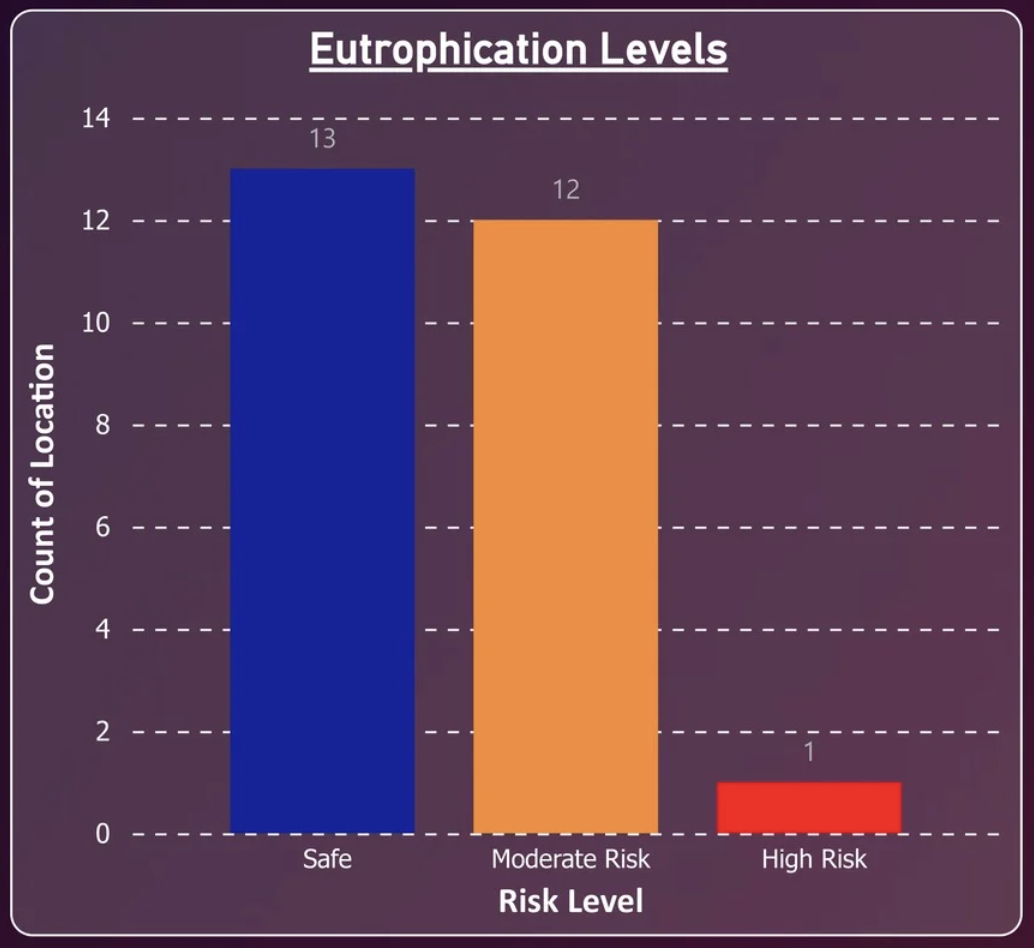 Eutrophication Levels
14
13
12
12
10
8
6
4
2
1
0
Safe Moderate Risk High Risk
Risk Level
Count of Location